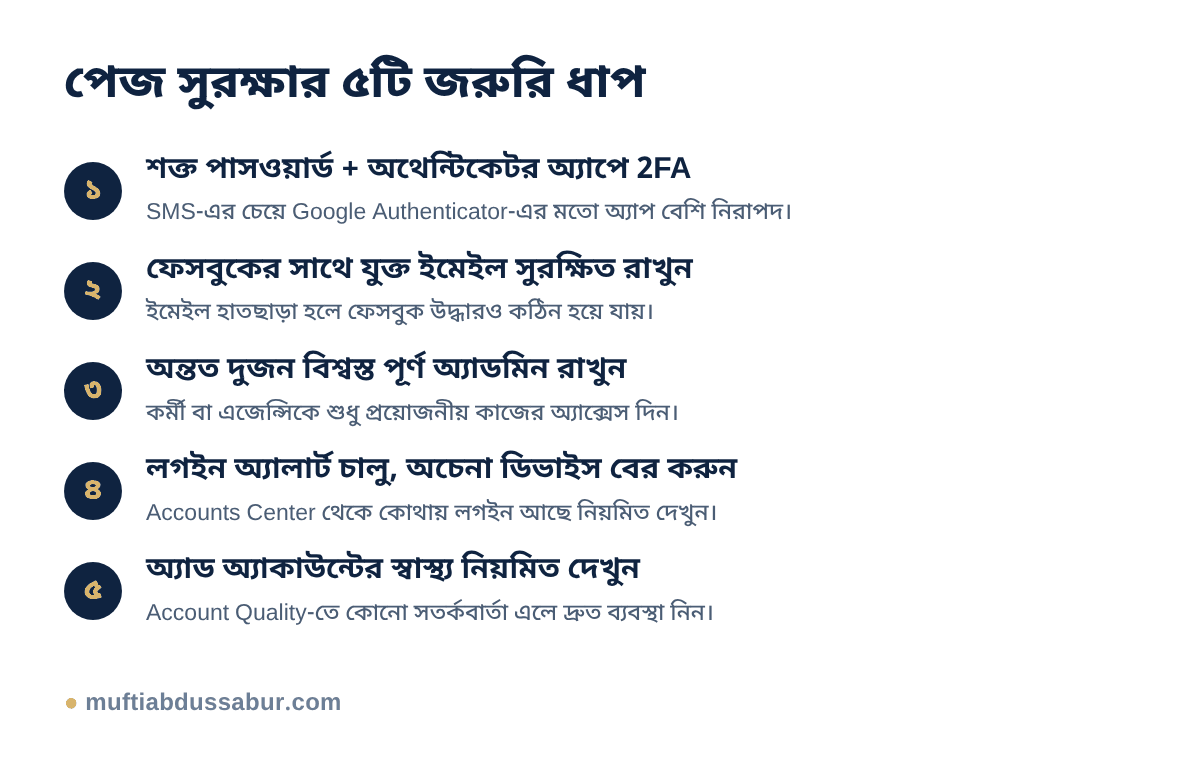 পেজ সুরক্ষার ৫টি জরুরি ধাপ
১
শক্ত পাসওয়ার্ড + অথেন্টিকেটর অ্যাপে 2FA
SMS-এর চেয়ে Google Authenticator-এর মতো অ্যাপ বেশি নিরাপদ।
২
ফেসবুকের সাথে যুক্ত ইমেইল সুরক্ষিত রাখুন
ইমেইল হাতছাড়া হলে ফেসবুক উদ্ধারও কঠিন হয়ে যায়।
৩
অন্তত দুজন বিশ্বস্ত পূর্ণ অ্যাডমিন রাখুন
কর্মী বা এজেন্সিকে শুধু প্রয়োজনীয় কাজের অ্যাক্সেস দিন।
৪
লগইন অ্যালার্ট চালু, অচেনা ডিভাইস বের করুন
Accounts Center থেকে কোথায় লগইন আছে নিয়মিত দেখুন।
৫
অ্যাড অ্যাকাউন্টের স্বাস্থ্য নিয়মিত দেখুন
Account Quality-তে কোনো সতর্কবার্তা এলে দ্রুত ব্যবস্থা নিন।
● muftiabdussabur.com